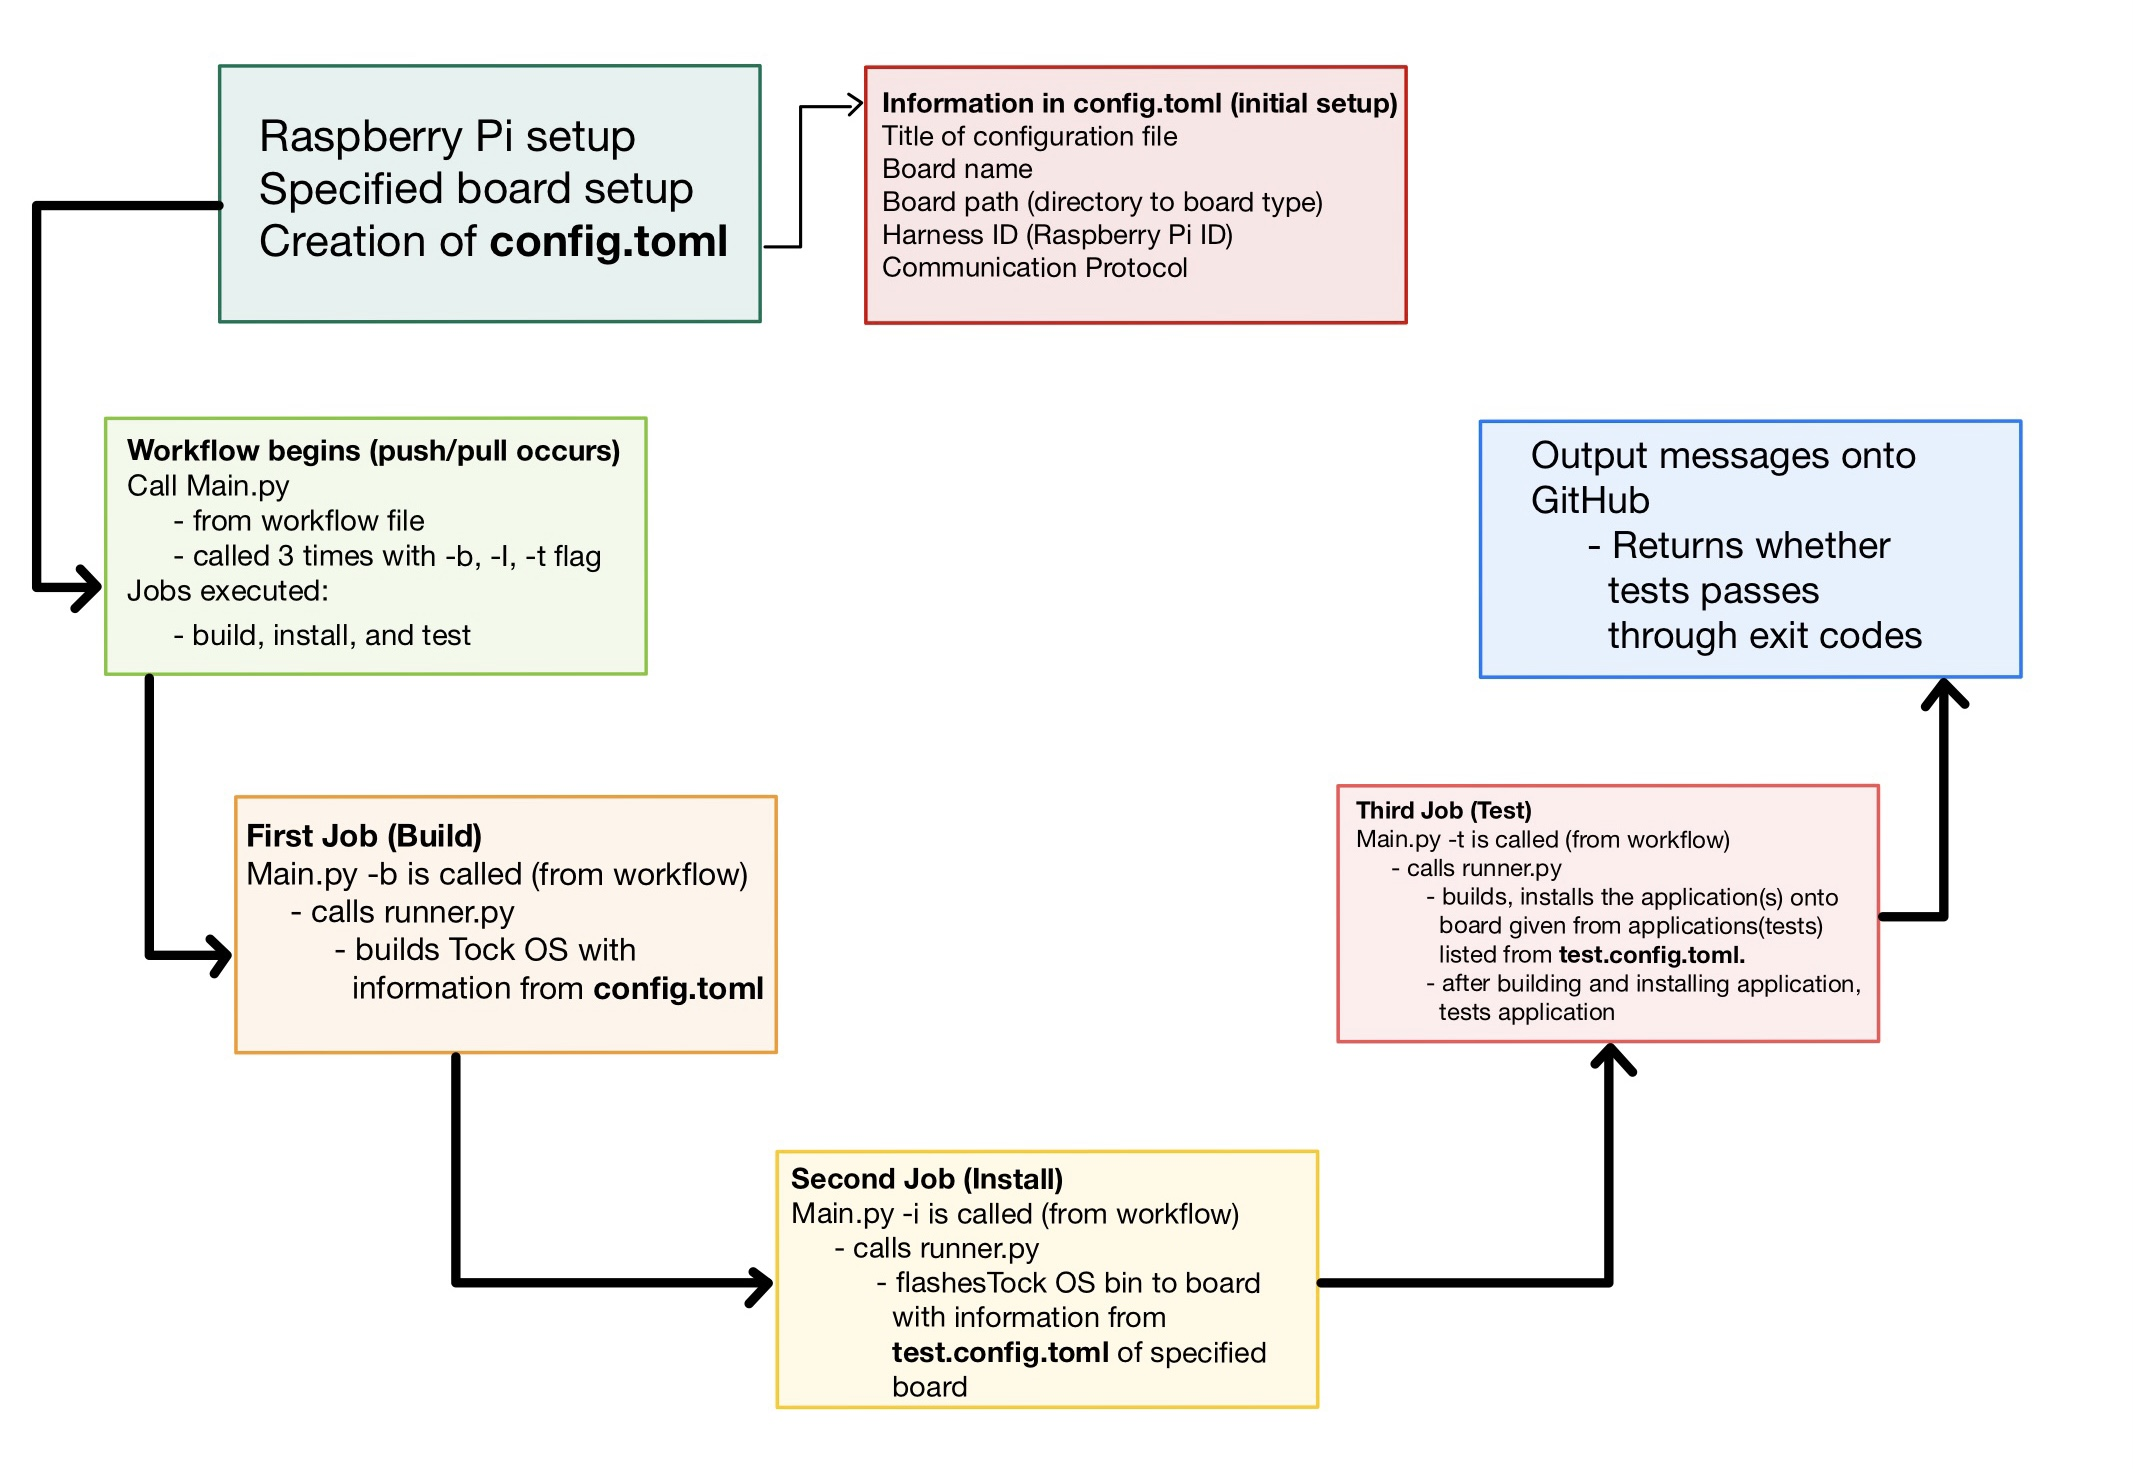 Raspberry Pi setup
Specified board setup
Creation of config.toml
Information in config.toml (initial setup)
Title of configuration file
Board name
Board path (directory to board type)
Harness ID (Raspberry Pi ID)
Communication Protocol
Workflow begins (push/pull occurs)
Call Main.py
- from workflow file
- called 3 times with -b, -I, -t flag
Jobs executed:
- build, install, and test
First Job (Build)
Main.py -b is called (from workflow)
- calls runner.py
- builds Tock OS with
information from config.toml
Second Job (Install)
Main.py -i is called (from workflow)
- calls runner.py
- flashesTock OS bin to board
with information from
test.config.toml of specified
board
Third Job (Test)
Main.py -t is called (from workflow)
- calls runner.py
- builds, installs the application(s) onto
board given from applications(tests)
listed from test.config.toml.
- after building and installing application,
tests application
Output messages onto
GitHub
- Returns whether
tests passes
through exit codes